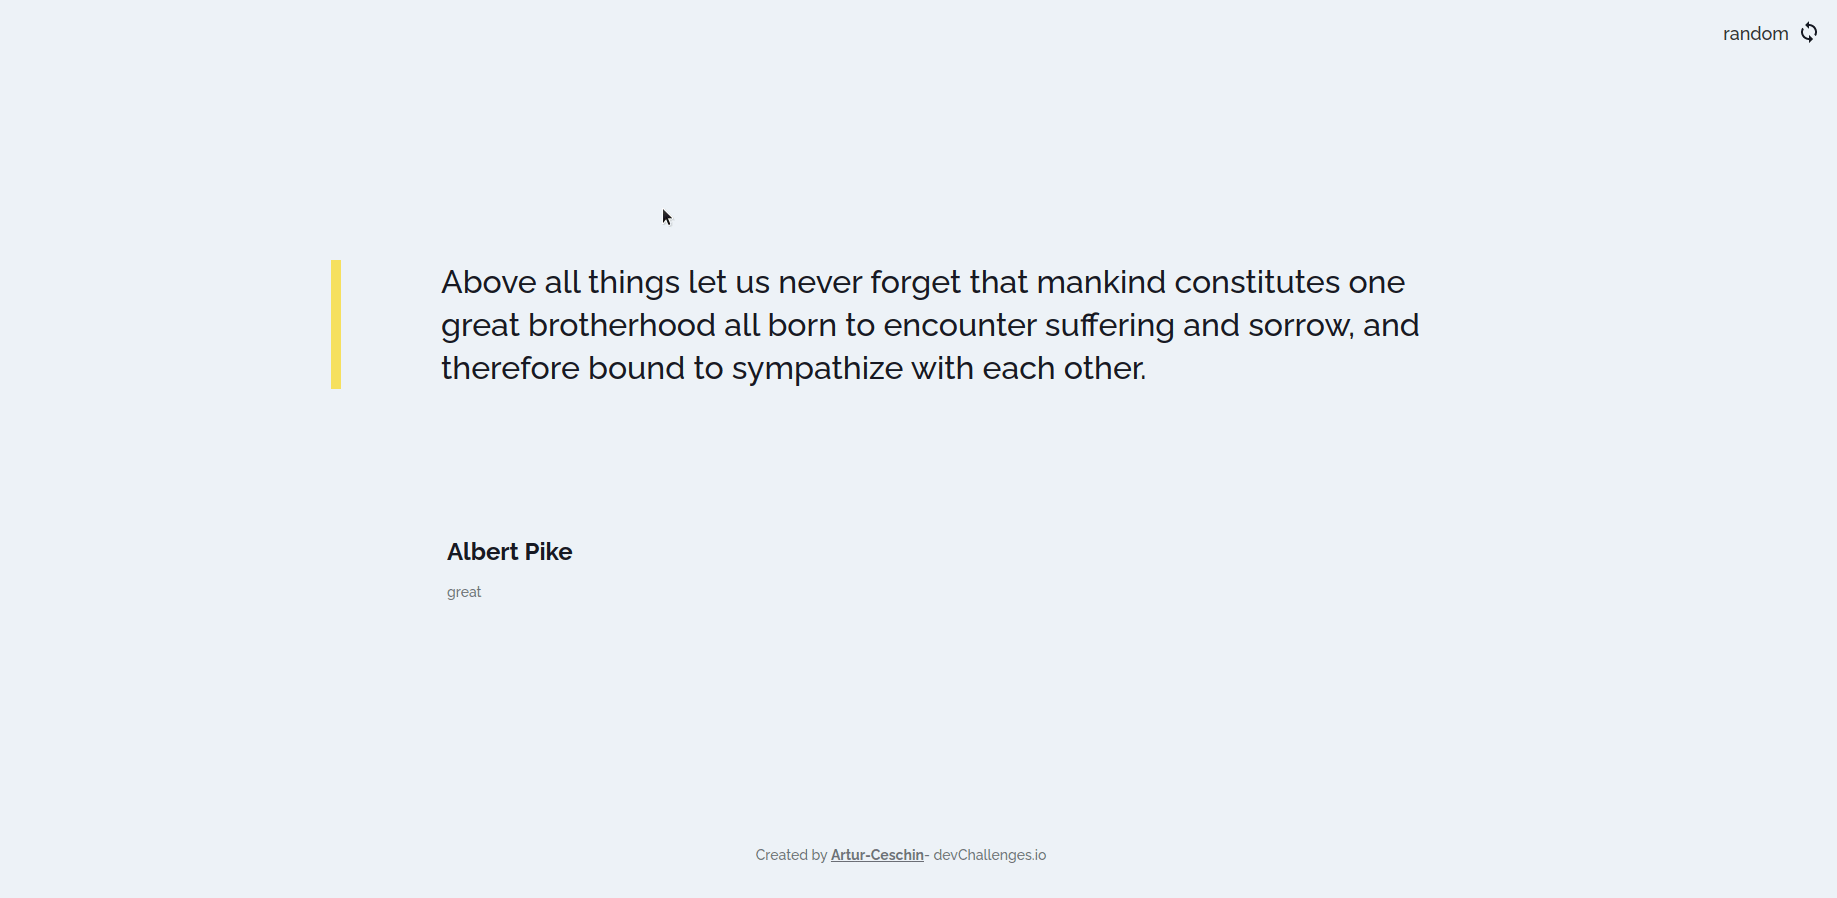 random
Above all things let us never forget that mankind constitutes one
great brotherhood all born to encounter suffering and sorrow, and
therefore bound to sympathize with each other.
Albert Pike
great
Created by Artur-Ceschin- devChallenges.io